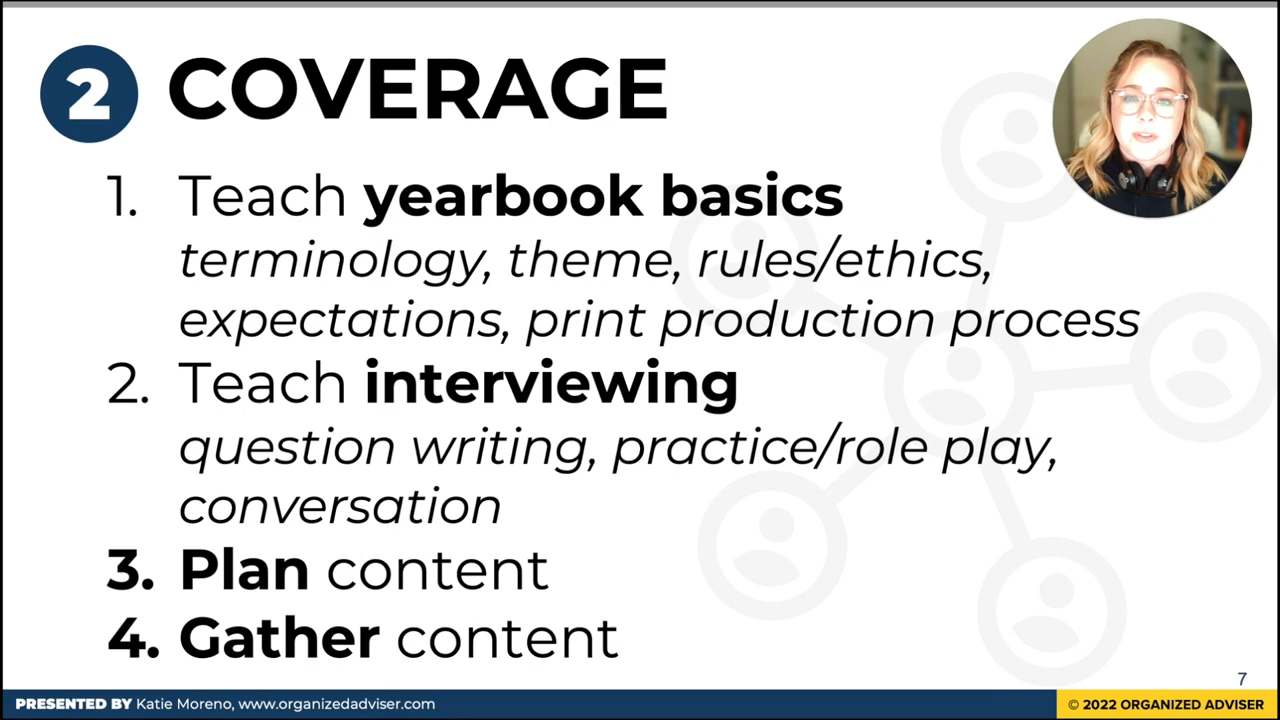 2 COVERAGE
1. Teach yearbook basics
terminology, theme, rules/ethics,
expectations, print production process
2. Teach interviewing
question writing, practice/role play,
conversation
3. Plan content
4. Gather content
7
PRESENTED BY Katie Moreno, www.organizedadviser.com
© 2022 ORGANIZED ADVISER